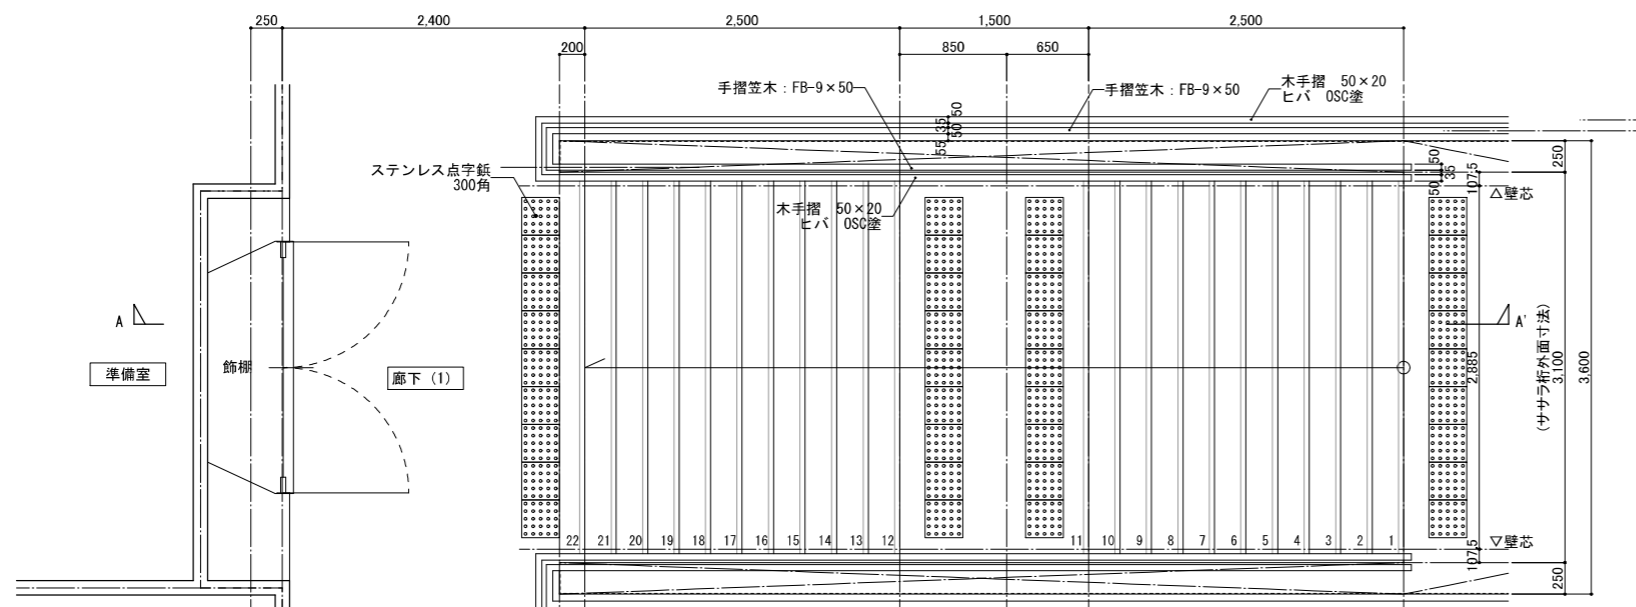 250
2,400
2,500
1,500
2,500
200
850
650
手摺笠木：FB-9×50
手摺笠木：FB-9×50
木手摺　50×20
ヒバ　OSC塗
50
35
50
55
ステンレス点字鋲
300角
木手摺　50×20
ヒバ　OSC塗
50
35
50
107.5
250
△壁芯
A
A'
準備室
飾棚
廊下（1）
2,885
（ササラ桁外面寸法）
3,100
3,600
22 21 20 19 18 17 16 15 14 13 12 11 10 9 8 7 6 5 4 3 2 1
▽壁芯
107.5
250